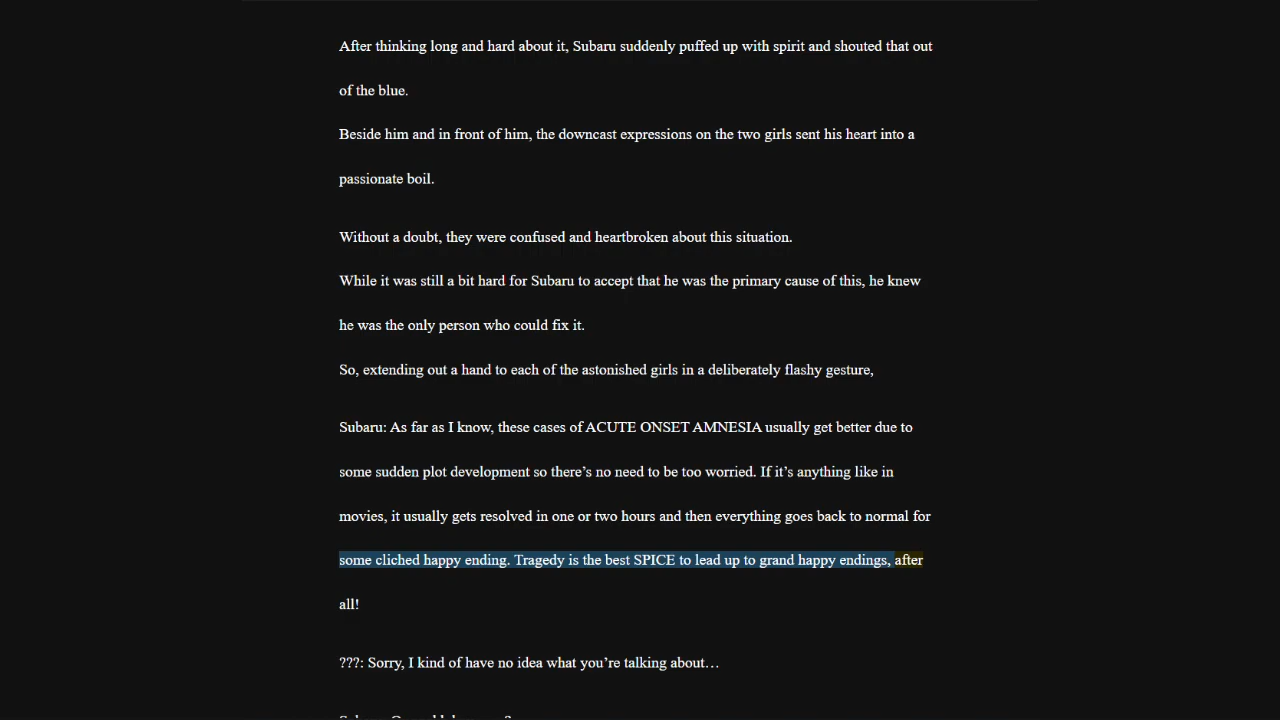 After thinking long and hard about it, Subaru suddenly puffed up with spirit and shouted that out
of the blue.
Beside him and in front of him, the downcast expressions on the two girls sent his heart into a
passionate boil.
Without a doubt, they were confused and heartbroken about this situation.
While it was still a bit hard for Subaru to accept that he was the primary cause of this, he knew
he was the only person who could fix it.
So, extending out a hand to each of the astonished girls in a deliberately flashy gesture,
Subaru: As far as I know, these cases of ACUTE ONSET AMNESIA usually get better due to
some sudden plot development so there’s no need to be too worried. If it’s anything like in
movies, it usually gets resolved in one or two hours and then everything goes back to normal for
some cliched happy ending. Tragedy is the best SPICE to lead up to grand happy endings, after
all!
???: Sorry, I kind of have no idea what you’re talking about…